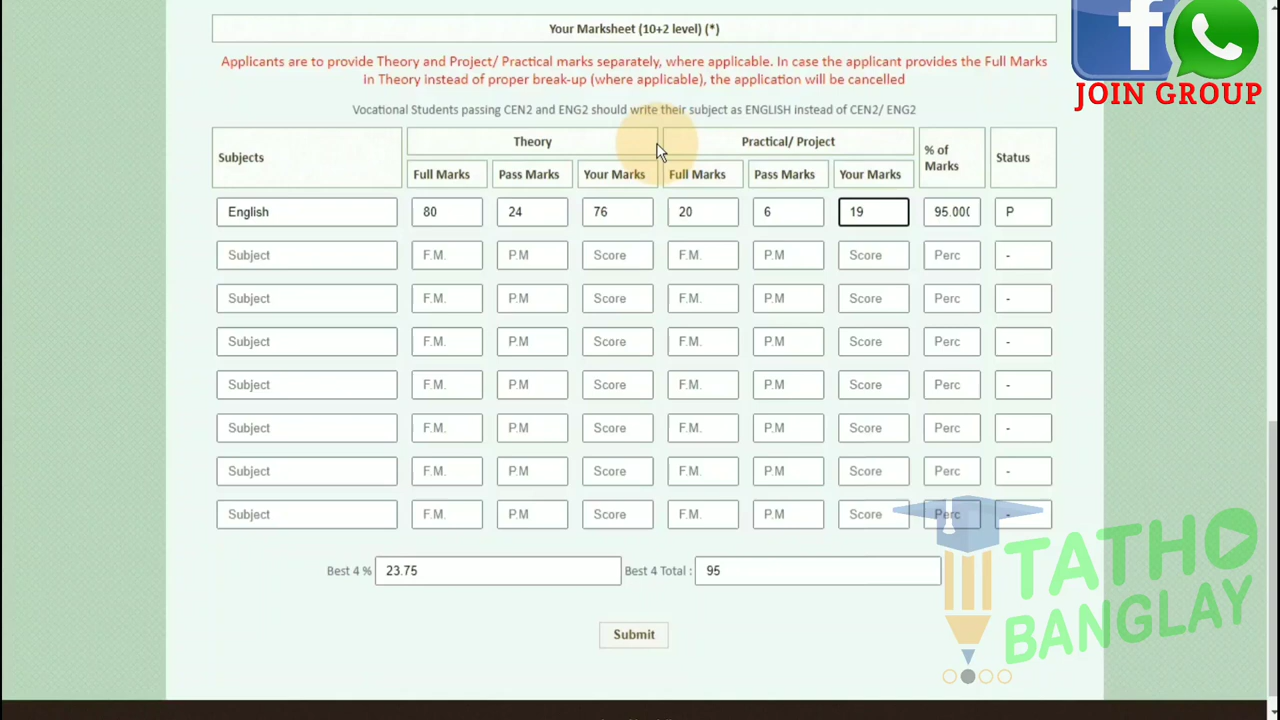 Your Marksheet (10+2 level) (*)
Applicants are to provide Theory and Project/ Practical marks separately, where applicable. In case the applicant provides the Full Marks
in Theory instead of proper break-up (where applicable), the application will be cancelled
JOIN GROUP
Vocational Students passing CEN2 and ENG2 should write their subject as ENGLISH instead of CEN2/ ENG2
Subjects Theory Practical/ Project % of Marks Status
Full Marks Pass Marks Your Marks Full Marks Pass Marks Your Marks
English 80 24 76 20 6 19 95.00( P
Subject F.M. P.M Score F.M. P.M Score Perc -
Subject F.M. P.M Score F.M. P.M Score Perc -
Subject F.M. P.M Score F.M. P.M Score Perc -
Subject F.M. P.M Score F.M. P.M Score Perc -
Subject F.M. P.M Score F.M. P.M Score Perc -
Subject F.M. P.M Score F.M. P.M Score Perc -
Subject F.M. P.M Score F.M. P.M Score Perc -
Best 4 % 23.75 Best 4 Total : 95
TATHO
BANGLAY
Submit